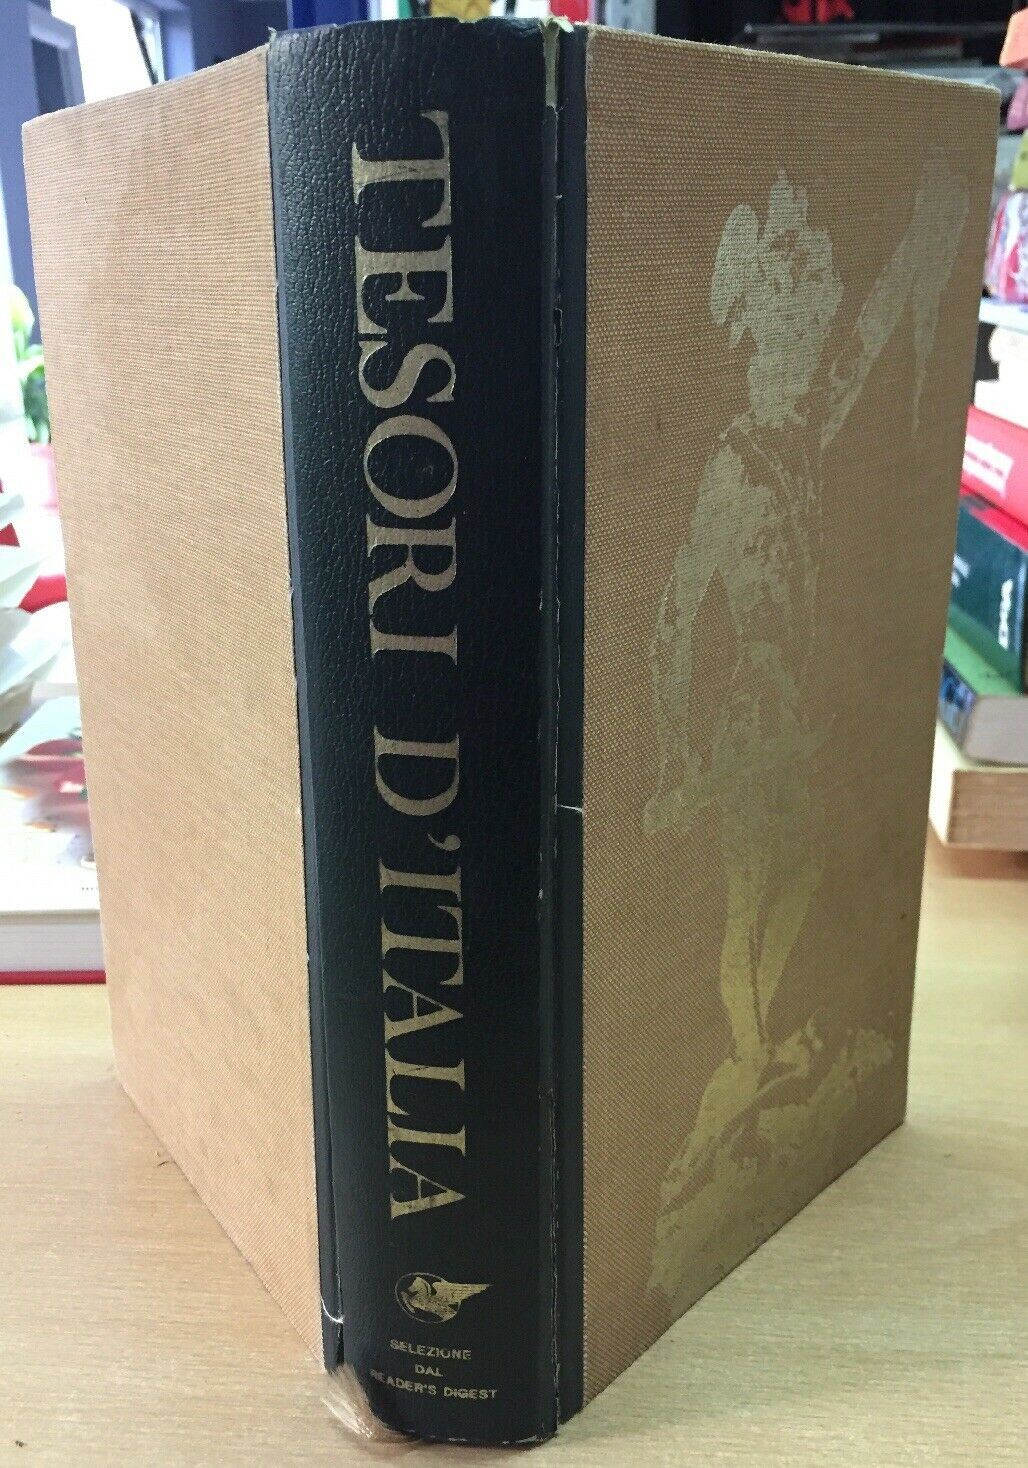 TESORI D'ITALIA
SELEZIONE
DAL
READER'S DIGEST